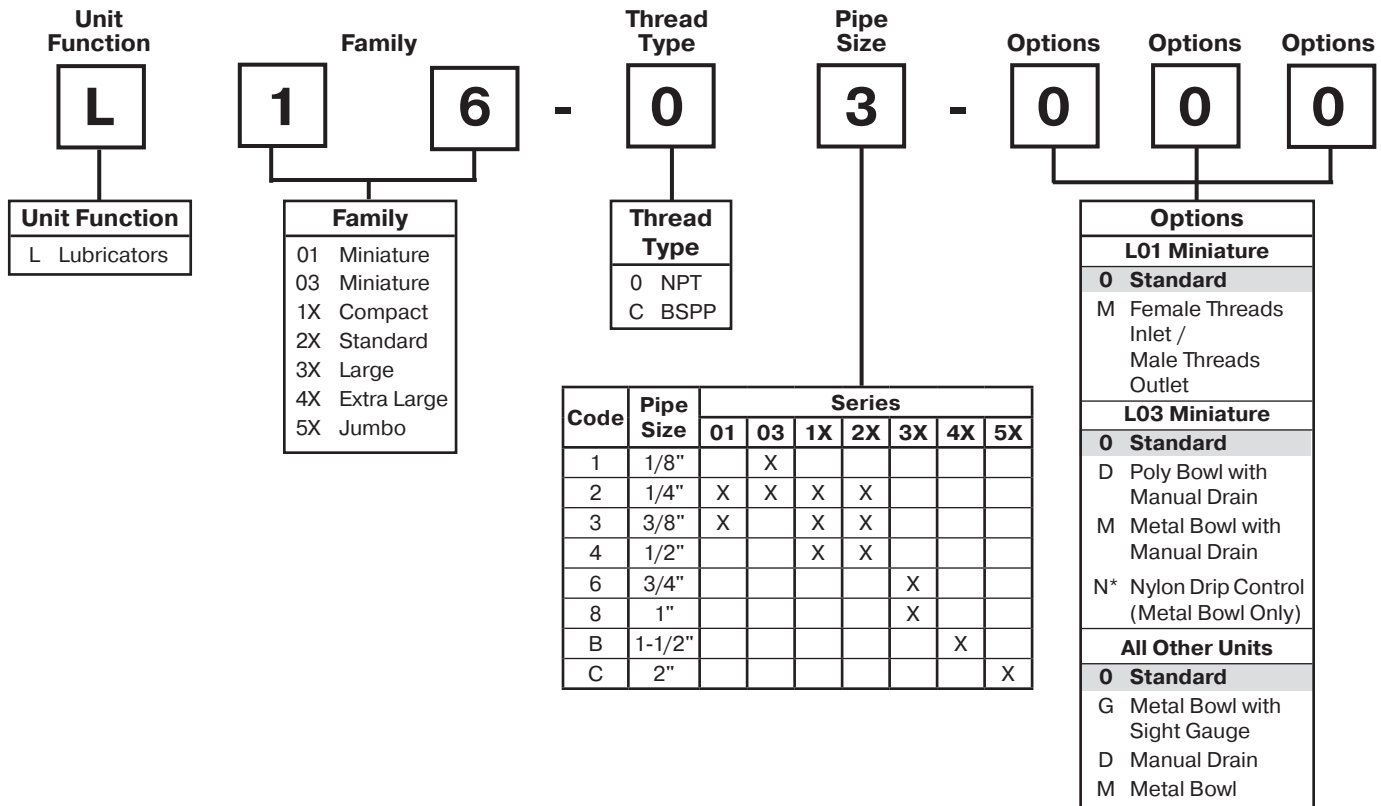 Unit Function
Family
Thread Type
Pipe Size
Options
Options
Options
L
1
6
-
0
3
-
0
0
0
Unit Function
L Lubricators
Family
01 Miniature
03 Miniature
1X Compact
2X Standard
3X Large
4X Extra Large
5X Jumbo
Thread
Type
0 NPT
C BSPP
Code Pipe Size Series
01 03 1X 2X 3X 4X 5X
1 1/8" X
2 1/4" X X X X
3 3/8" X X X
4 1/2" X X
6 3/4" X
8 1" X
B 1-1/2" X
C 2" X
Options
L01 Miniature
0 Standard
M Female Threads
Inlet /
Male Threads
Outlet
L03 Miniature
0 Standard
D Poly Bowl with
Manual Drain
M Metal Bowl with
Manual Drain
N* Nylon Drip Control
(Metal Bowl Only)
All Other Units
0 Standard
G Metal Bowl with
Sight Gauge
D Manual Drain
M Metal Bowl